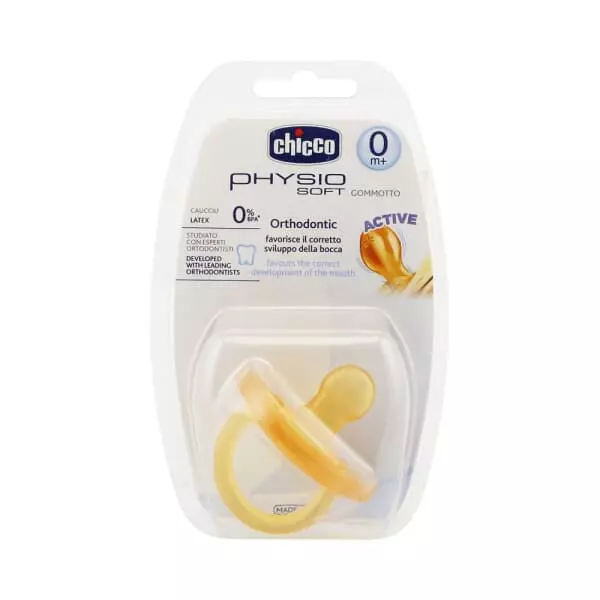 chicco
0
m+
PHYSIO
SOFT GOMMOTTO
CAUCCIÙ
LATEX
0%
BPA*
Orthodontic
ACTIVE
STUDIATO
CON ESPERTI
ORTODONTISTI
favorisce il corretto
sviluppo della bocca
DEVELOPED
WITH LEADING
ORTHODONTISTS
favours the correct
development of the mouth
MADE